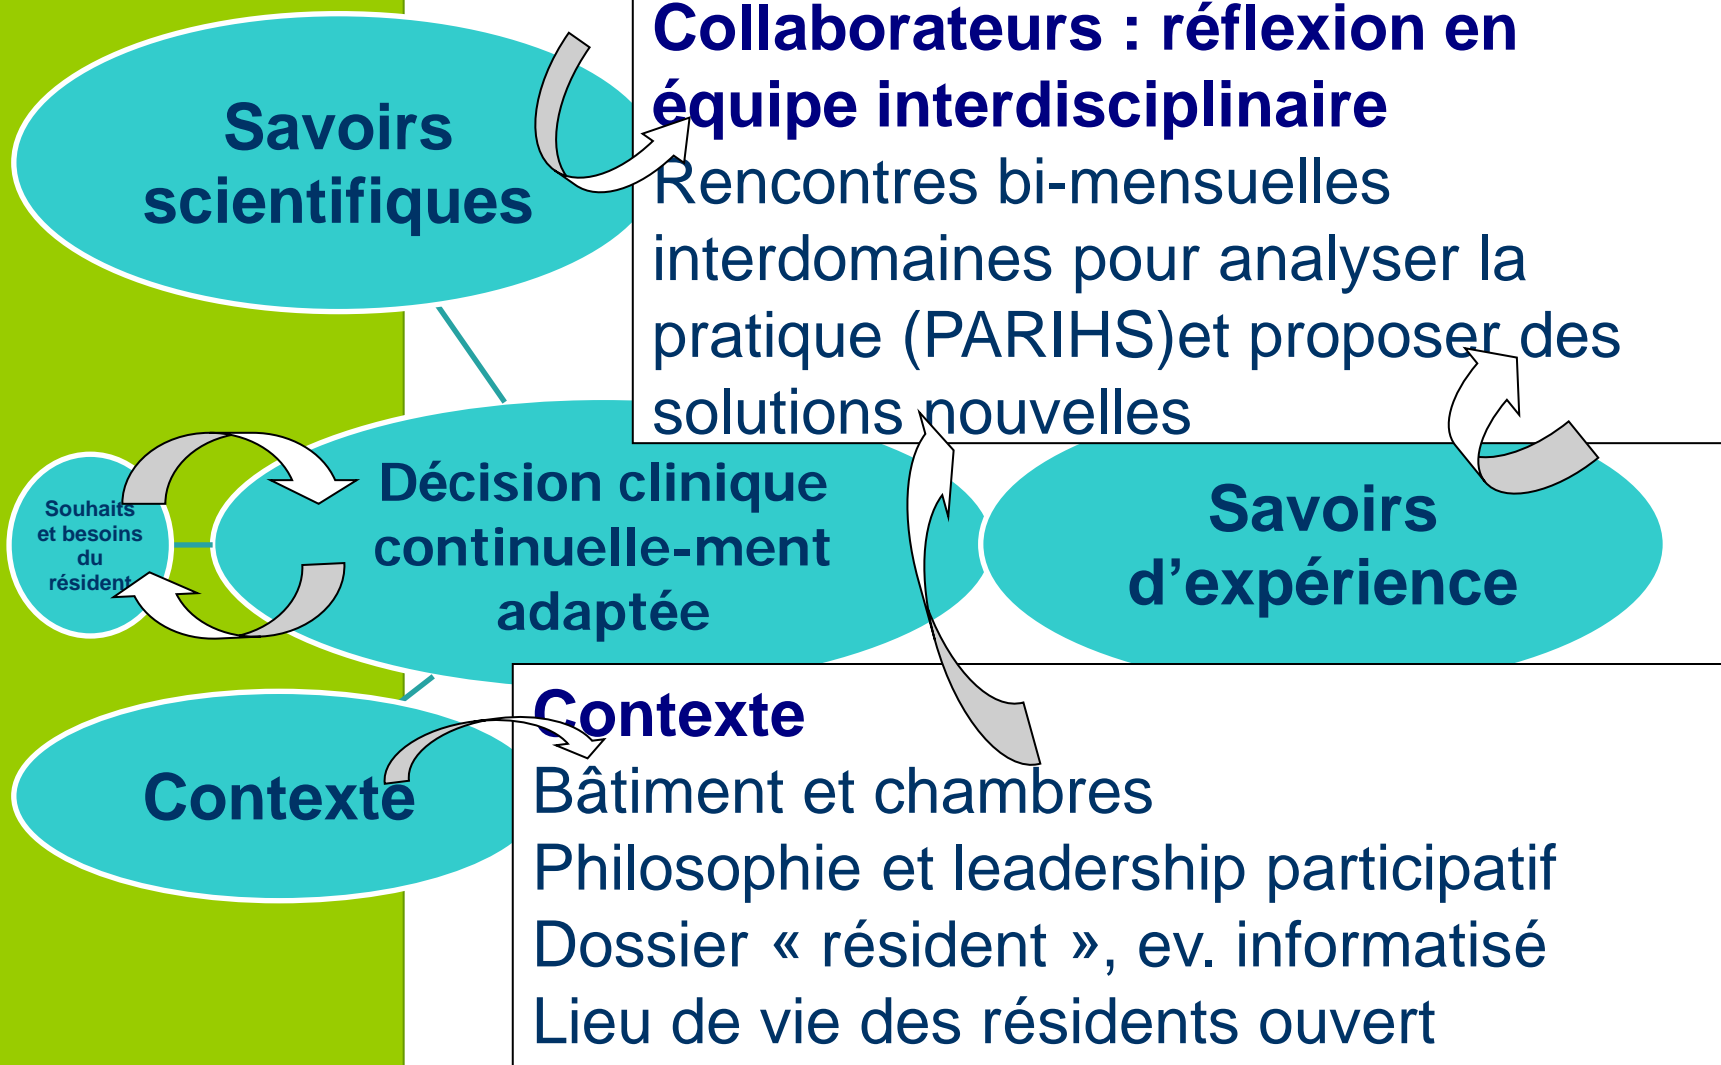 Collaborateurs : réflexion en
équipe interdisciplinaire
Rencontres bi-mensuelles
interdomaines pour analyser la
pratique (PARIHS)et proposer des
solutions nouvelles
Savoirs
scientifiques
Souhaits
et besoins
du
résident
Décision clinique
continuelle-ment
adaptée
Savoirs
d’expérience
Contexte
Contexte
Bâtiment et chambres
Philosophie et leadership participatif
Dossier « résident », ev. informatisé
Lieu de vie des résidents ouvert